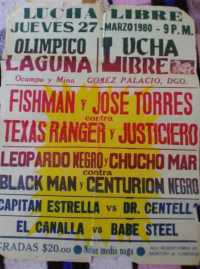 LUCHA LIBRE
JUEVES 27 MARZO 1980 - 9 P.M.
OLIMPICO LUCHA
LAGUNA LIBRE
Ocampo y Mina GOMEZ PALACIO, DGO.
FISHMAN y JOSE TORRES
contra
TEXAS RANGER y JUSTICIERO
LEOPARDO NEGRO y CHUCHO MAR
contra
BLACK MAN y CENTURION NEGRO
CAPITAN ESTRELLA vs DR. CENTELL
EL CANALLA vs BABE STEEL
GRADAS $20.00 Niños media paga